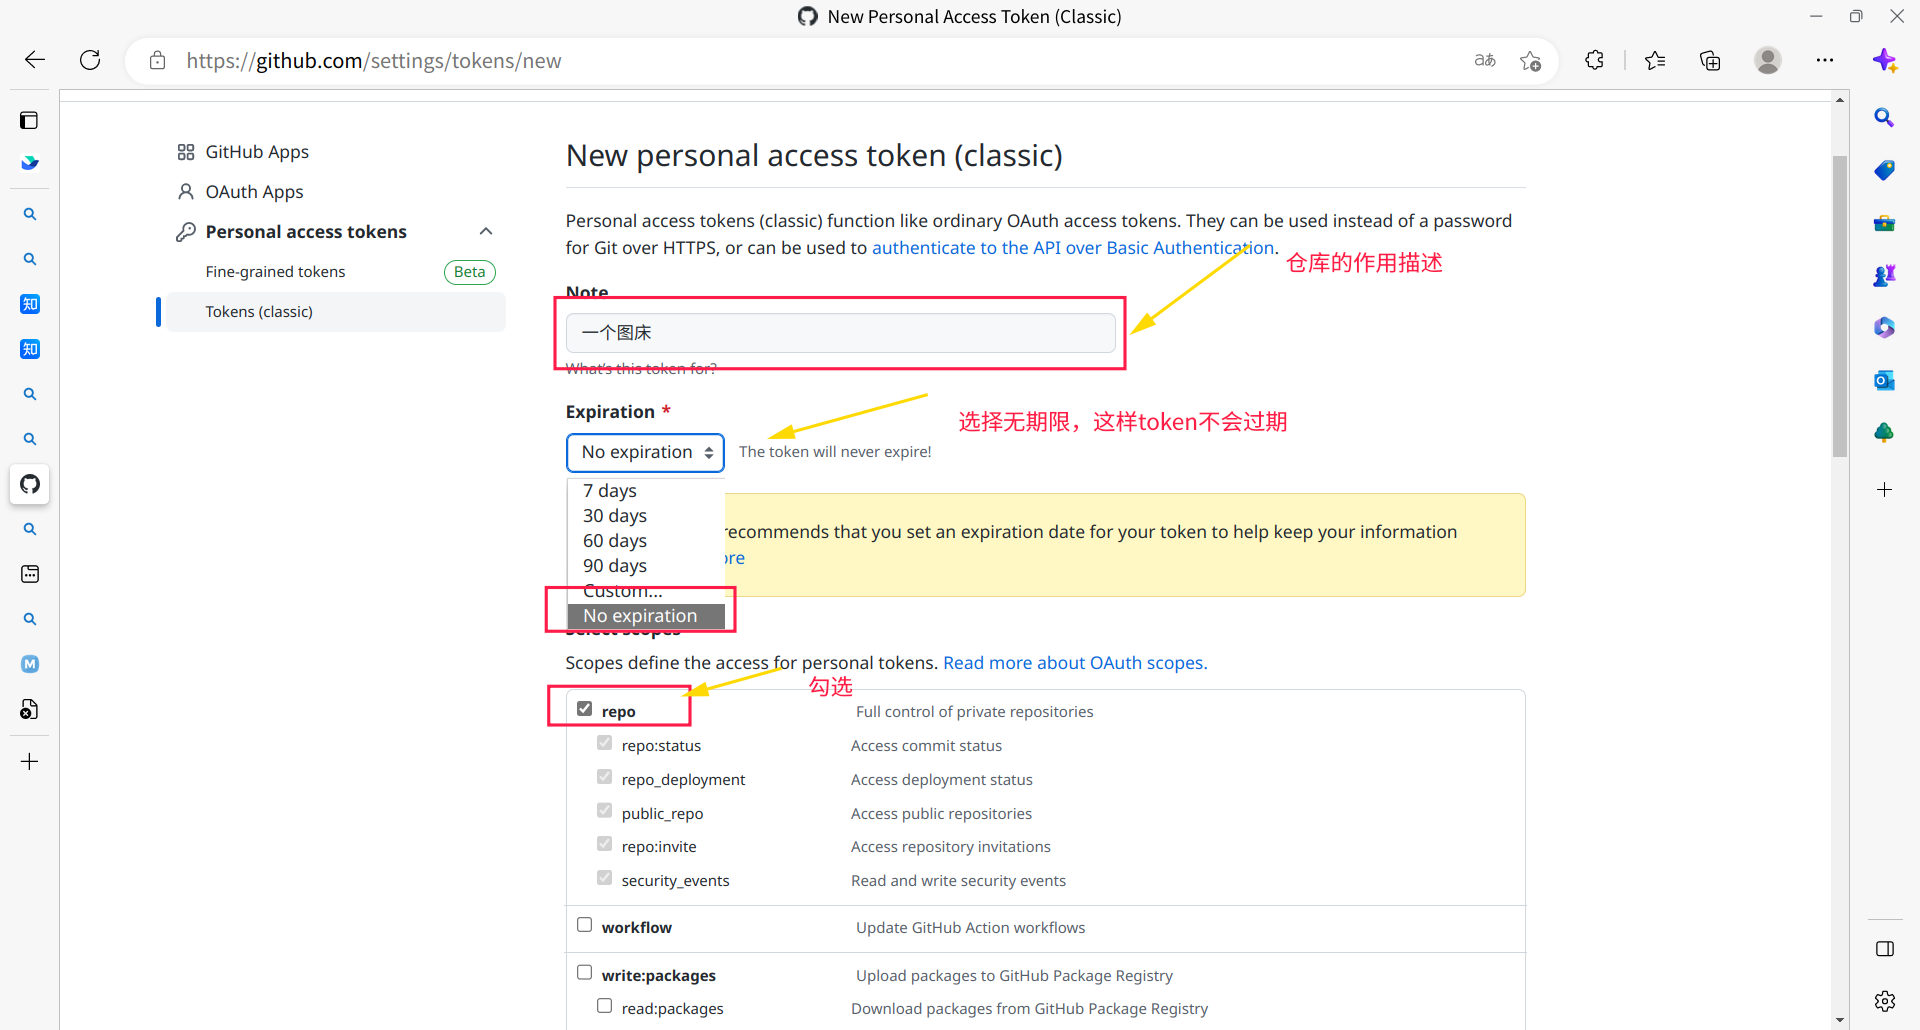 New Personal Access Token (Classic)
https://github.com/settings/tokens/new
aあ
GitHub Apps
OAuth Apps
Personal access tokens
Fine-grained tokens
Beta
Tokens (classic)
知
知
M
New personal access token (classic)
Personal access tokens (classic) function like ordinary OAuth access tokens. They can be used instead of a password
for Git over HTTPS, or can be used to authenticate to the API over Basic Authentication.
仓库的作用描述
Note
一个图床
What's this token for?
Expiration *
选择无期限，这样token不会过期
No expiration
The token will never expire!
7 days
30 days
60 days
90 days
Custom...
No expiration
recommends that you set an expiration date for your token to help keep your information
ore
Select scopes
Scopes define the access for personal tokens. Read more about OAuth scopes.
勾选
repo
Full control of private repositories
repo:status
Access commit status
repo_deployment
Access deployment status
public_repo
Access public repositories
repo:invite
Access repository invitations
security_events
Read and write security events
workflow
Update GitHub Action workflows
write:packages
Upload packages to GitHub Package Registry
read:packages
Download packages from GitHub Package Registry